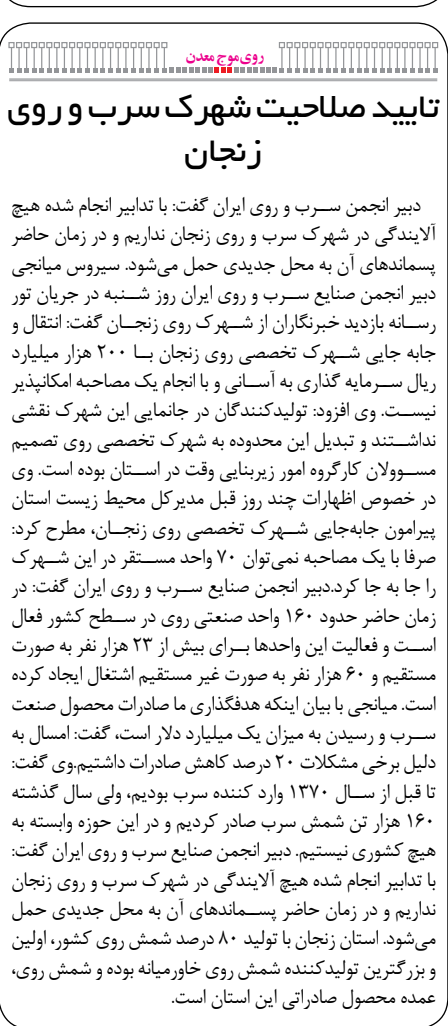 روی موج معدن
تایید صلاحیت شهرک سرب و روی
زنجان
دبیر انجمن سرب و روی ایران گفت: با تدابیر انجام شده هیچ
آلایندگی در شهرک سرب و روی زنجان نداریم و در زمان حاضر
پسماندهای آن به محل جدیدی حمل می‌شود. سیروس میانجی
دبیر انجمن صنایع سرب و روی ایران روز شنبه در جریان تور
رسانه بازدید خبرنگاران از شهرک روی زنجان گفت: انتقال و
جابه جایی شهرک تخصصی روی زنجان با ۲۰۰ هزار میلیارد
ریال سرمایه گذاری به آسانی و با انجام یک مصاحبه امکانپذیر
نیست. وی افزود: تولیدکنندگان در جانمایی این شهرک نقشی
نداشتند و تبدیل این محدوده به شهرک تخصصی روی تصمیم
مسوولان کارگروه امور زیربنایی وقت در استان بوده است. وی
در خصوص اظهارات چند روز قبل مدیرکل محیط زیست استان
پیرامون جابه‌جایی شهرک تخصصی روی زنجان، مطرح کرد:
صرفا با یک مصاحبه نمی‌توان ۷۰ واحد مستقر در این شهرک
را جا به جا کرد.دبیر انجمن صنایع سرب و روی ایران گفت: در
زمان حاضر حدود ۱۶۰ واحد صنعتی روی در سطح کشور فعال
است و فعالیت این واحدها برای بیش از ۲۳ هزار نفر به صورت
مستقیم و ۶۰ هزار نفر به صورت غیر مستقیم اشتغال ایجاد کرده
است. میانجی با بیان اینکه هدفگذاری ما صادرات محصول صنعت
سرب و رسیدن به میزان یک میلیارد دلار است، گفت: امسال به
دلیل برخی مشکلات ۲۰ درصد کاهش صادرات داشتیم.وی گفت:
تا قبل از سال ۱۳۷۰ وارد کننده سرب بودیم، ولی سال گذشته
۱۶۰ هزار تن شمش سرب صادر کردیم و در این حوزه وابسته به
هیچ کشوری نیستیم. دبیر انجمن صنایع سرب و روی ایران گفت:
با تدابیر انجام شده هیچ آلایندگی در شهرک سرب و روی زنجان
نداریم و در زمان حاضر پسماندهای آن به محل جدیدی حمل
می‌شود. استان زنجان با تولید ۸۰ درصد شمش روی کشور، اولین
و بزرگترین تولیدکننده شمش روی خاورمیانه بوده و شمش روی،
عمده محصول صادراتی این استان است.